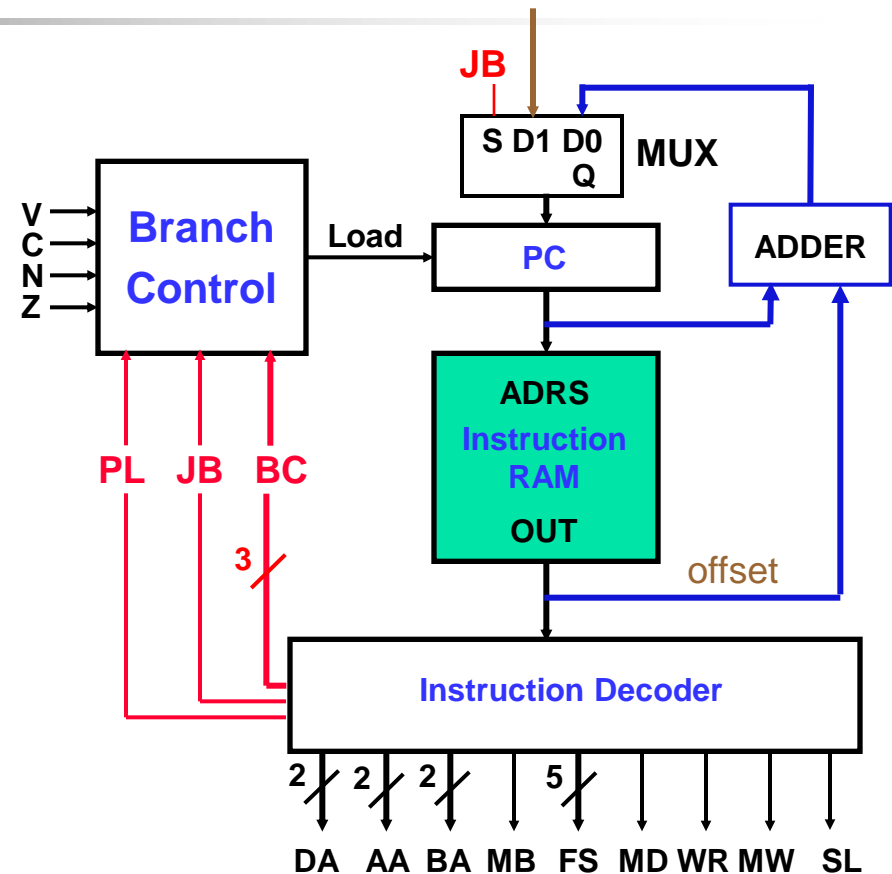 JB
S D1 D0
Q
MUX
V
C
N
Z
Branch
Control
Load
PC
ADDER
ADRS
Instruction
RAM
OUT
PL JB BC
3
offset
Instruction Decoder
2 2 2 5
DA AA BA MB FS MD WR MW SL